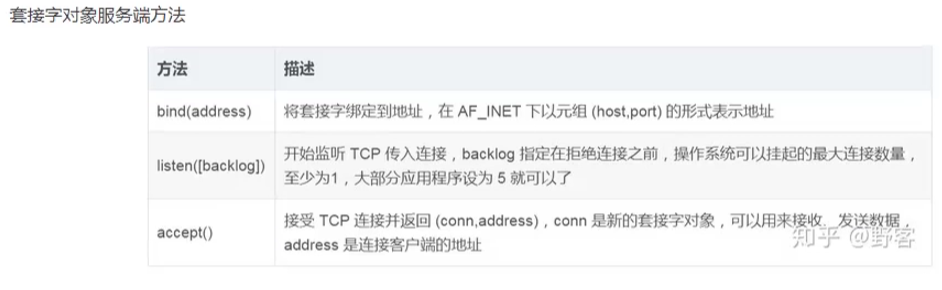 套接字对象服务端方法
方法 描述
bind(address) 将套接字绑定到地址，在 AF_INET 下以元组 (host,port) 的形式表示地址
listen([backlog]) 开始监听 TCP 传入连接，backlog 指定在拒绝连接之前，操作系统可以挂起的最大连接数量，
至少为1，大部分应用程序设为 5 就可以了
accept() 接受 TCP 连接并返回 (conn,address)，conn 是新的套接字对象，可以用来接收、发送数据，
address 是连接客户端的地址
知乎 @野客